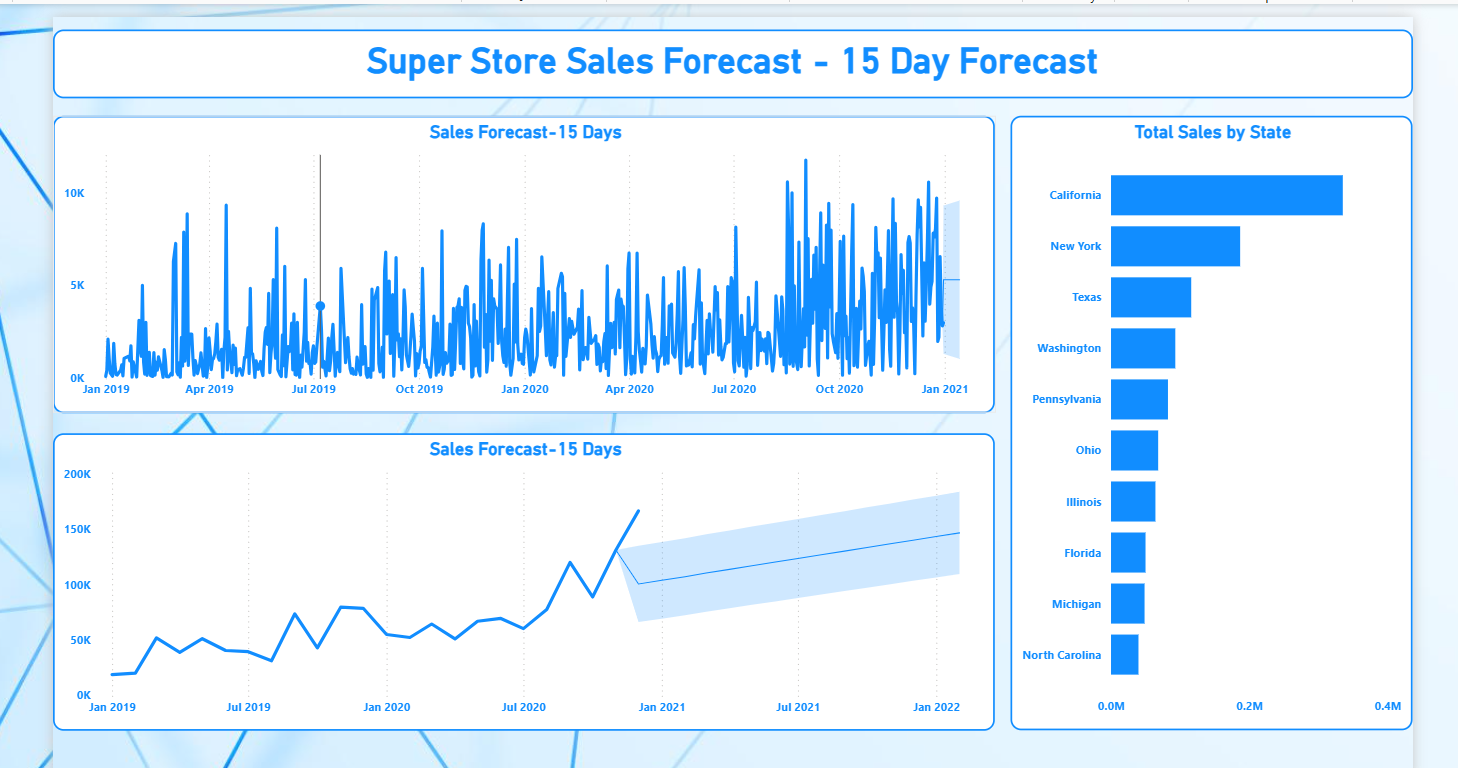 Super Store Sales Forecast - 15 Day Forecast
Sales Forecast-15 Days
10K
5K
0K
Jan 2019 Apr 2019 Jul 2019 Oct 2019 Jan 2020 Apr 2020 Jul 2020 Oct 2020 Jan 2021
Sales Forecast-15 Days
200K
150K
100K
50K
0K
Jan 2019 Jul 2019 Jan 2020 Jul 2020 Jan 2021 Jul 2021 Jan 2022
Total Sales by State
California
New York
Texas
Washington
Pennsylvania
Ohio
Illinois
Florida
Michigan
North Carolina
0.0M 0.2M 0.4M